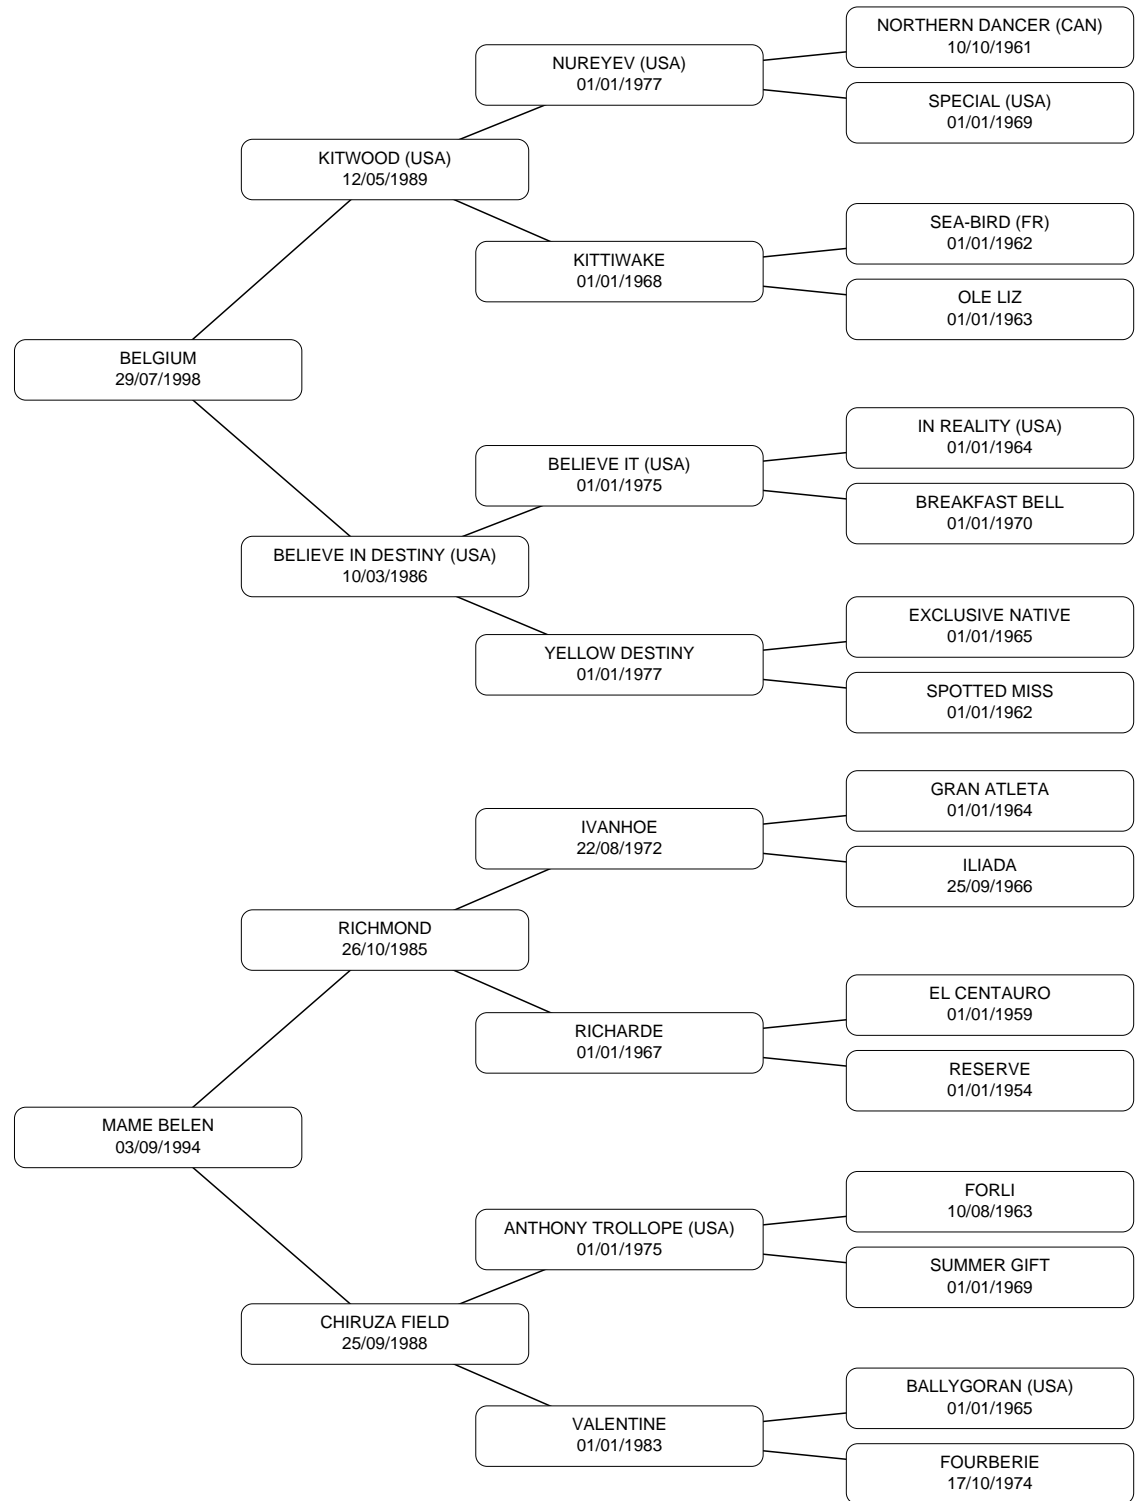 NORTHERN DANCER (CAN)
10/10/1961
NUREYEV (USA)
01/01/1977
SPECIAL (USA)
01/01/1969
KITWOOD (USA)
12/05/1989
SEA-BIRD (FR)
01/01/1962
KITTIWAKE
01/01/1968
OLE LIZ
01/01/1963
BELGIUM
29/07/1998
IN REALITY (USA)
01/01/1964
BELIEVE IT (USA)
01/01/1975
BREAKFAST BELL
01/01/1970
BELIEVE IN DESTINY (USA)
10/03/1986
EXCLUSIVE NATIVE
01/01/1965
YELLOW DESTINY
01/01/1977
SPOTTED MISS
01/01/1962
GRAN ATLETA
01/01/1964
IVANHOE
22/08/1972
ILIADA
25/09/1966
RICHMOND
26/10/1985
EL CENTAURO
01/01/1959
RICHARDE
01/01/1967
RESERVE
01/01/1954
MAME BELEN
03/09/1994
FORLI
10/08/1963
ANTHONY TROLLOPE (USA)
01/01/1975
SUMMER GIFT
01/01/1969
CHIRUZA FIELD
25/09/1988
BALLYGORAN (USA)
01/01/1965
VALENTINE
01/01/1983
FOURBERIE
17/10/1974